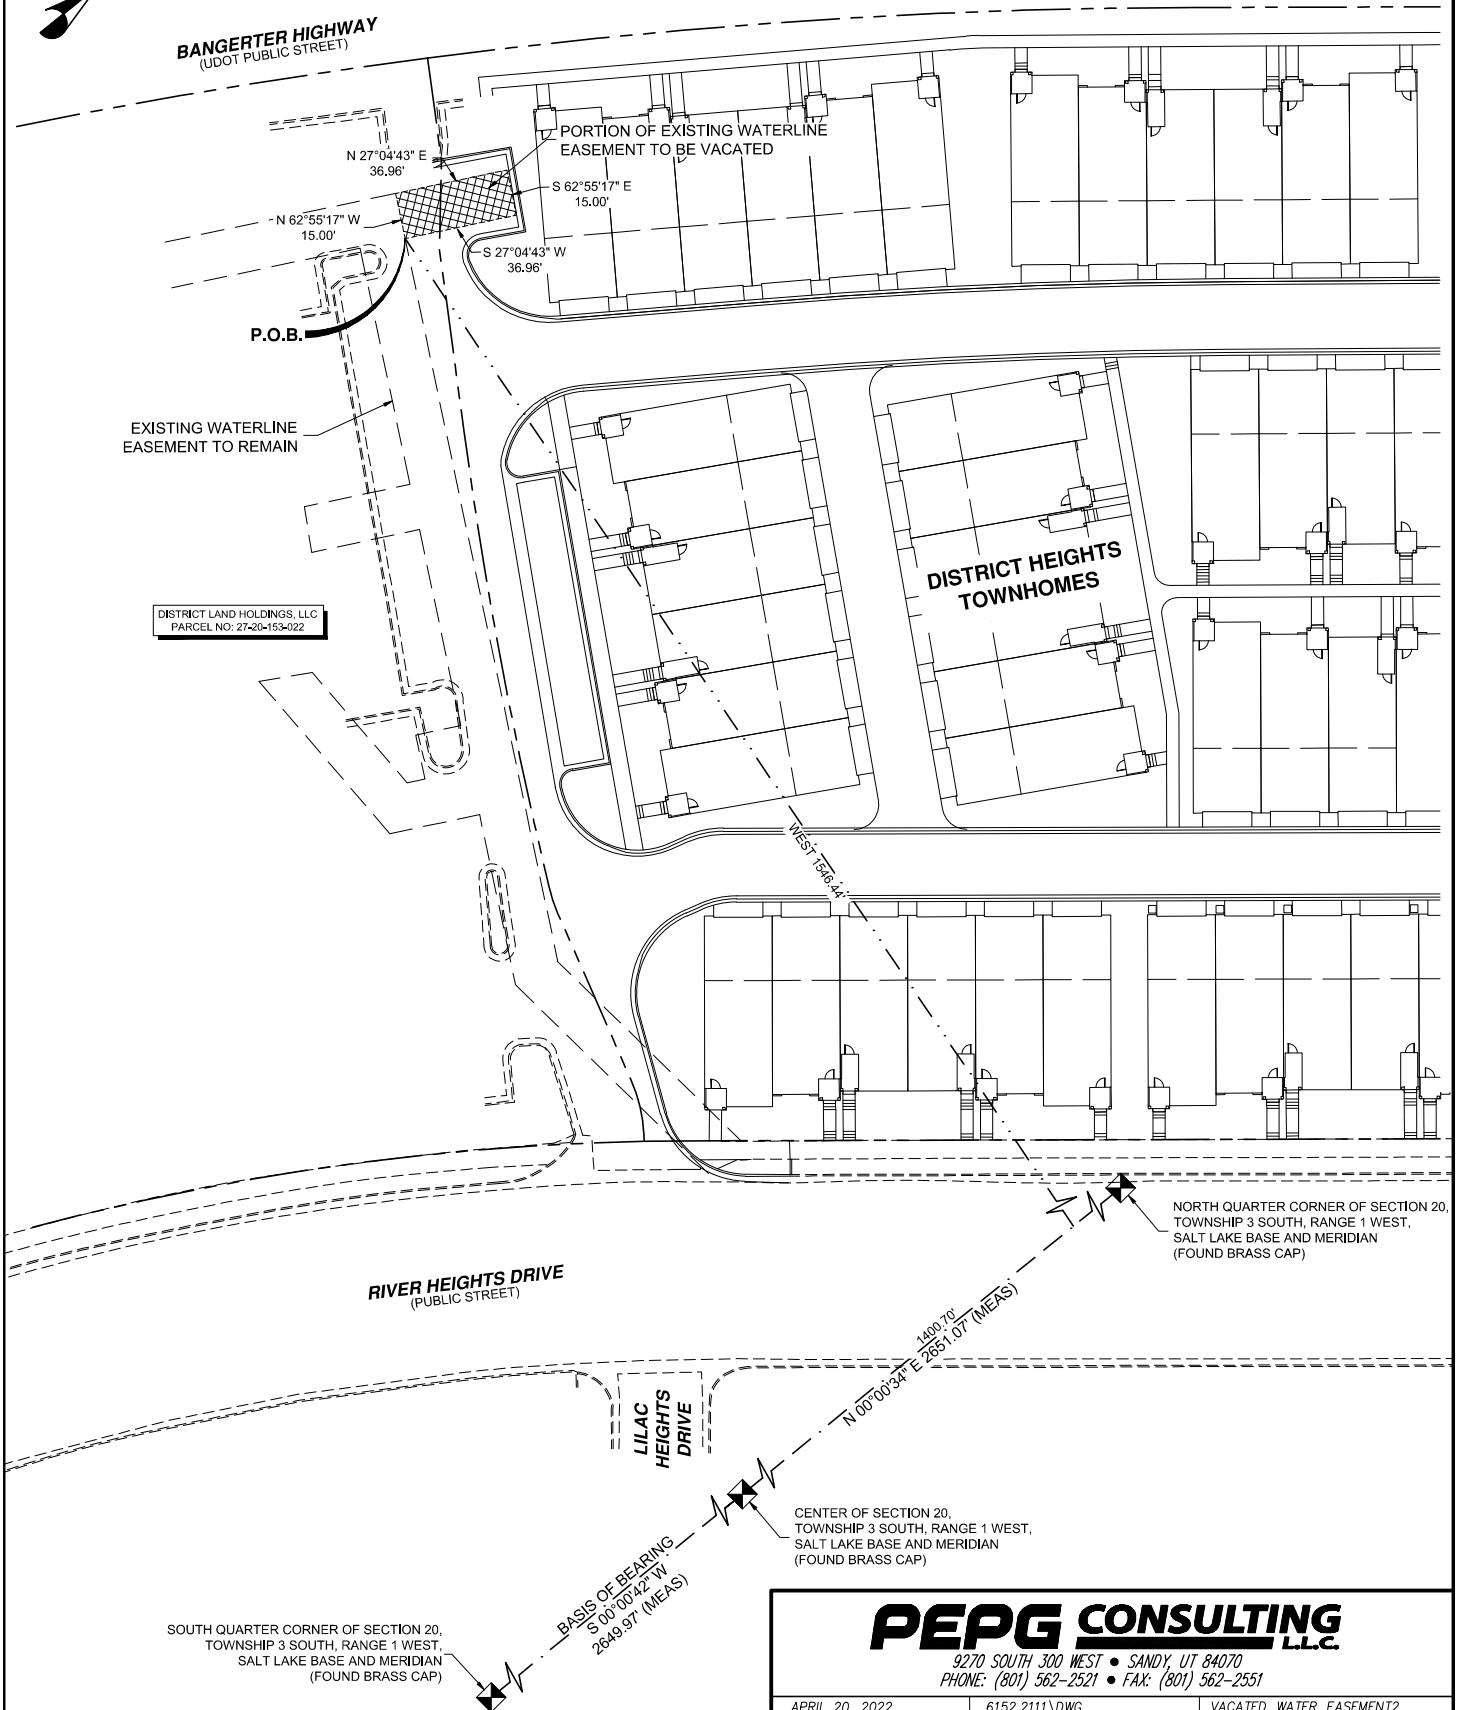 BANGERTER HIGHWAY
(UDOT PUBLIC STREET)
PORTION OF EXISTING WATERLINE
EASEMENT TO BE VACATED
N 27°04'43" E
36.96'
S 62°55'17" E
15.00'
N 62°55'17" W
15.00'
S 27°04'43" W
36.96'
P.O.B.
EXISTING WATERLINE
EASEMENT TO REMAIN
DISTRICT HEIGHTS
TOWNHOMES
DISTRICT LAND HOLDINGS, LLC
PARCEL NO: 27-20-153-022
WEST 1546.44'
NORTH QUARTER CORNER OF SECTION 20,
TOWNSHIP 3 SOUTH, RANGE 1 WEST,
SALT LAKE BASE AND MERIDIAN
(FOUND BRASS CAP)
RIVER HEIGHTS DRIVE
(PUBLIC STREET)
1400.70'
N 00°00'34" E 2651.07' (MEAS)
LILAC
HEIGHTS
DRIVE
CENTER OF SECTION 20,
TOWNSHIP 3 SOUTH, RANGE 1 WEST,
SALT LAKE BASE AND MERIDIAN
(FOUND BRASS CAP)
BASIS OF BEARING
S 00°00'42" W
2649.97' (MEAS)
SOUTH QUARTER CORNER OF SECTION 20,
TOWNSHIP 3 SOUTH, RANGE 1 WEST,
SALT LAKE BASE AND MERIDIAN
(FOUND BRASS CAP)
PEPG CONSULTING
L.L.C.
9270 SOUTH 300 WEST • SANDY, UT 84070
PHONE: (801) 562-2521 • FAX: (801) 562-2551
APRIL 20, 2022
6152.2111\DWG
VACATED WATER EASEMENT2